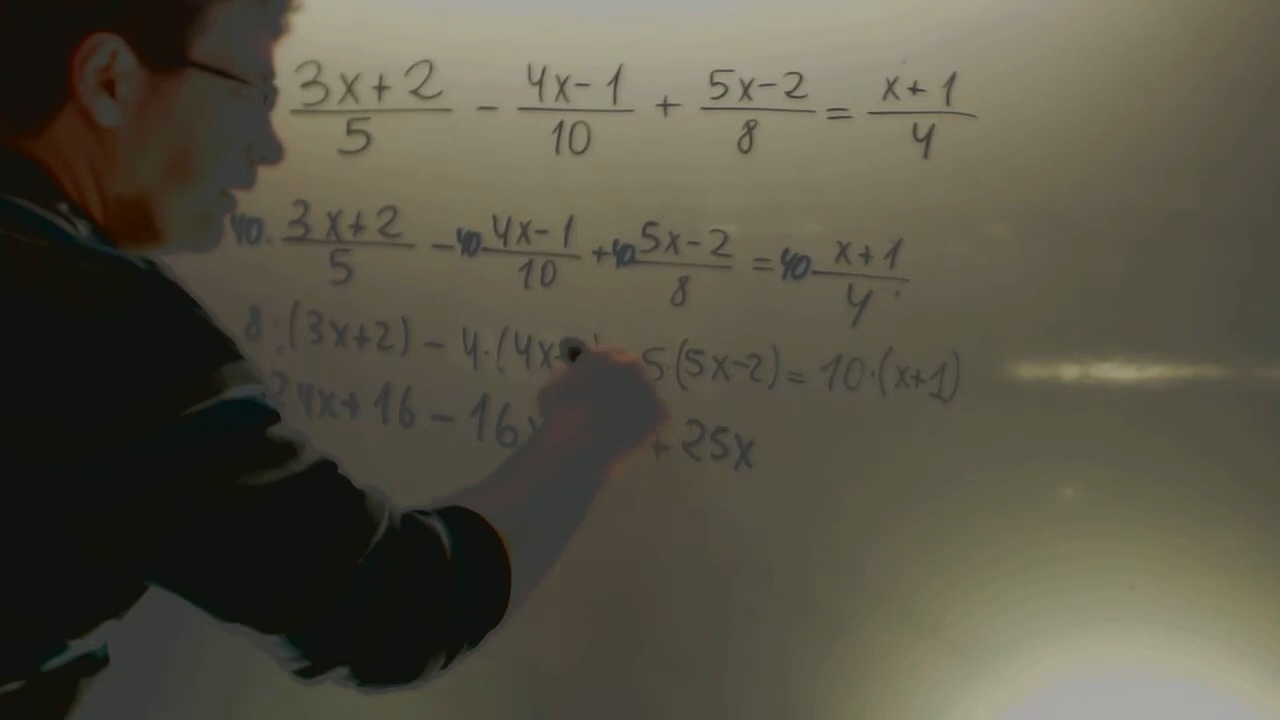 3x+2/5 - 4x-1/10 + 5x-2/8 = x+1/4
40. 3x+2/5 - 40. 4x-1/10 + 40 5x-2/8 = 40. x+1/4
8.(3x+2) - 4.(4x 5(5x-2) = 10.(x+1)
24x+16 - 16x + 25x